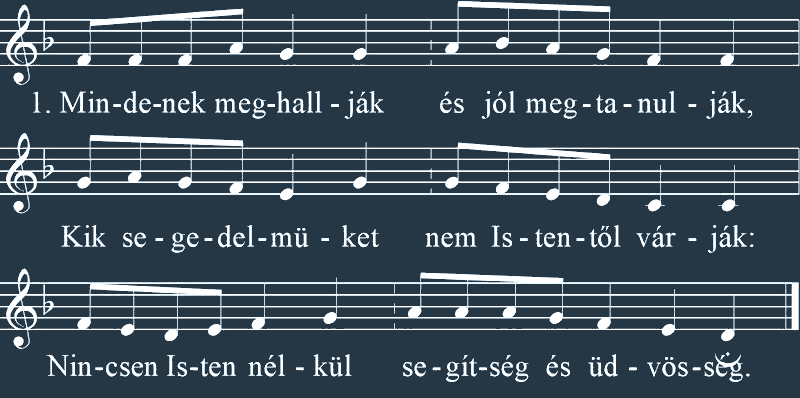 1. Min-de-nek meg-hall - ják és jól meg-ta-nul - ják,
Kik se - ge-del-mü - ket nem Is-ten-től vár - ják:
Nin-csen Is-ten nél-kül se-gít-ség és üd - vös-ség.